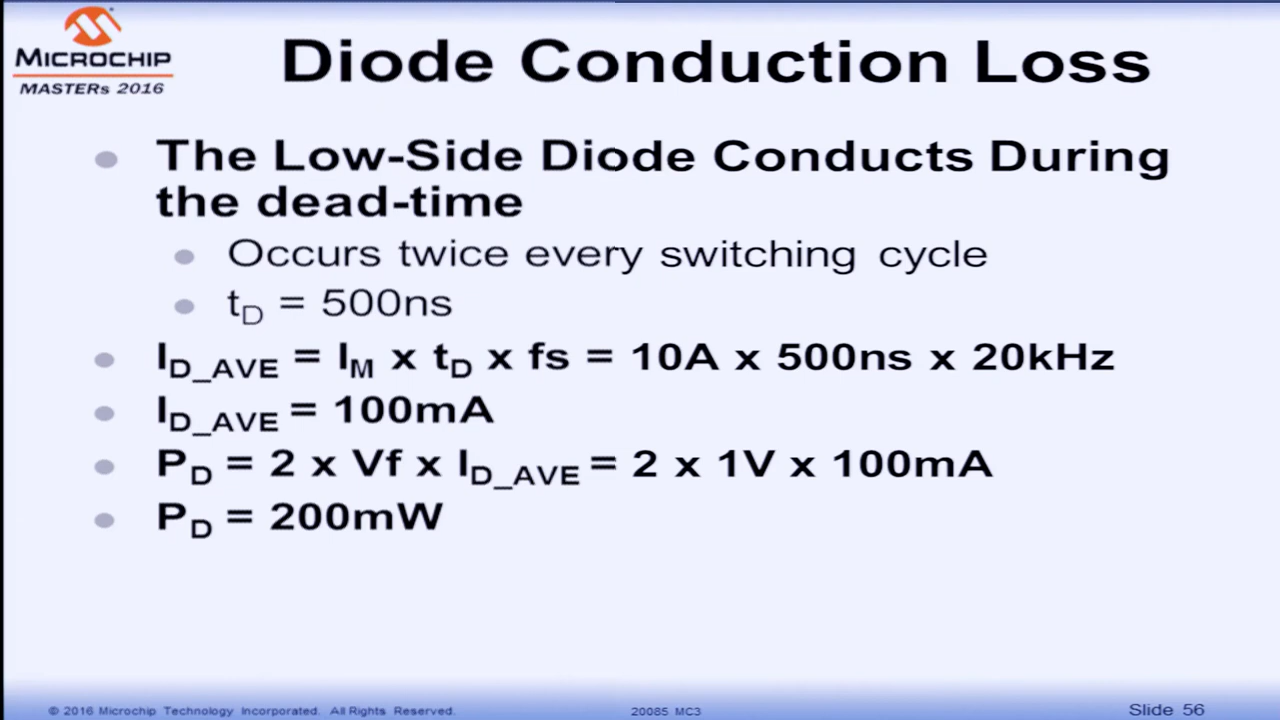 MICROCHIP
MASTERs 2016
Diode Conduction Loss
The Low-Side Diode Conducts During
the dead-time
Occurs twice every switching cycle
tD = 500ns
ID_AVE = IM x tD x fs = 10A x 500ns x 20kHz
ID_AVE = 100mA
PD = 2 x Vf x ID_AVE = 2 x 1V x 100mA
PD = 200mW
© 2016 Microchip Technology Incorporated. All Rights Reserved.
20085 MC3
Slide 56